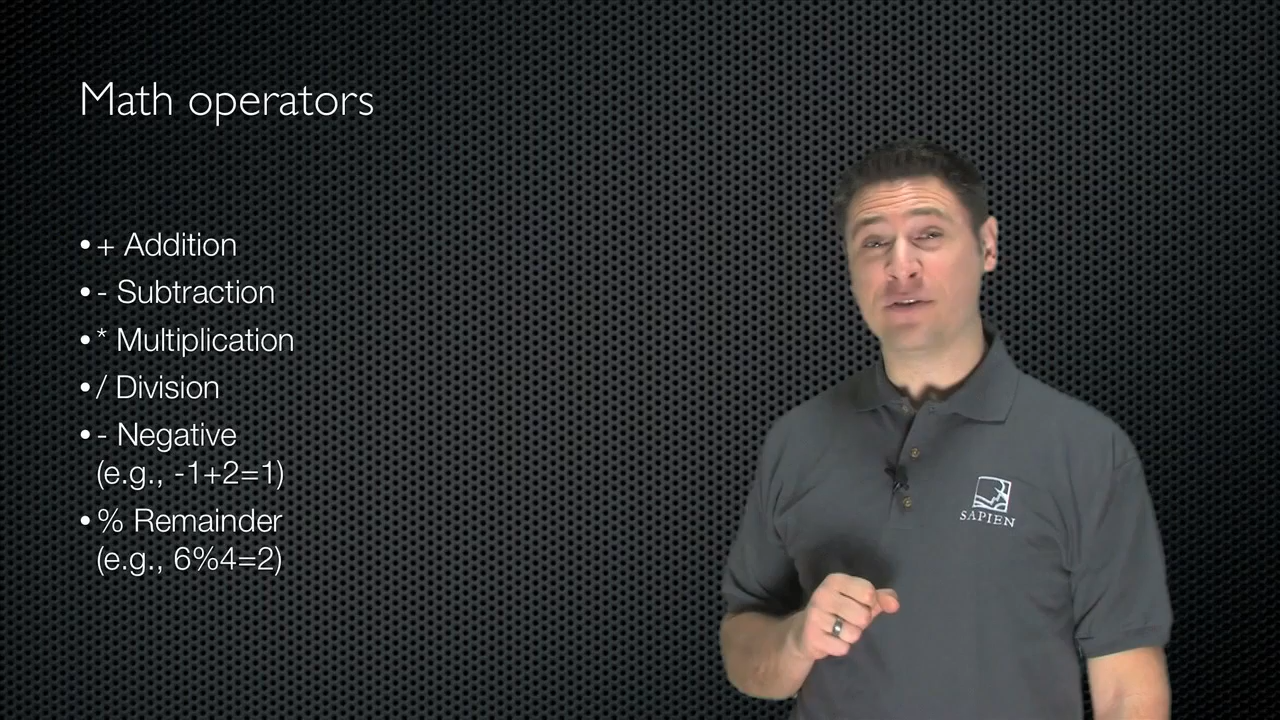 Math operators
• + Addition
• - Subtraction
• * Multiplication
• / Division
• - Negative
(e.g., -1+2=1)
• % Remainder
(e.g., 6%4=2)
SAPIEN